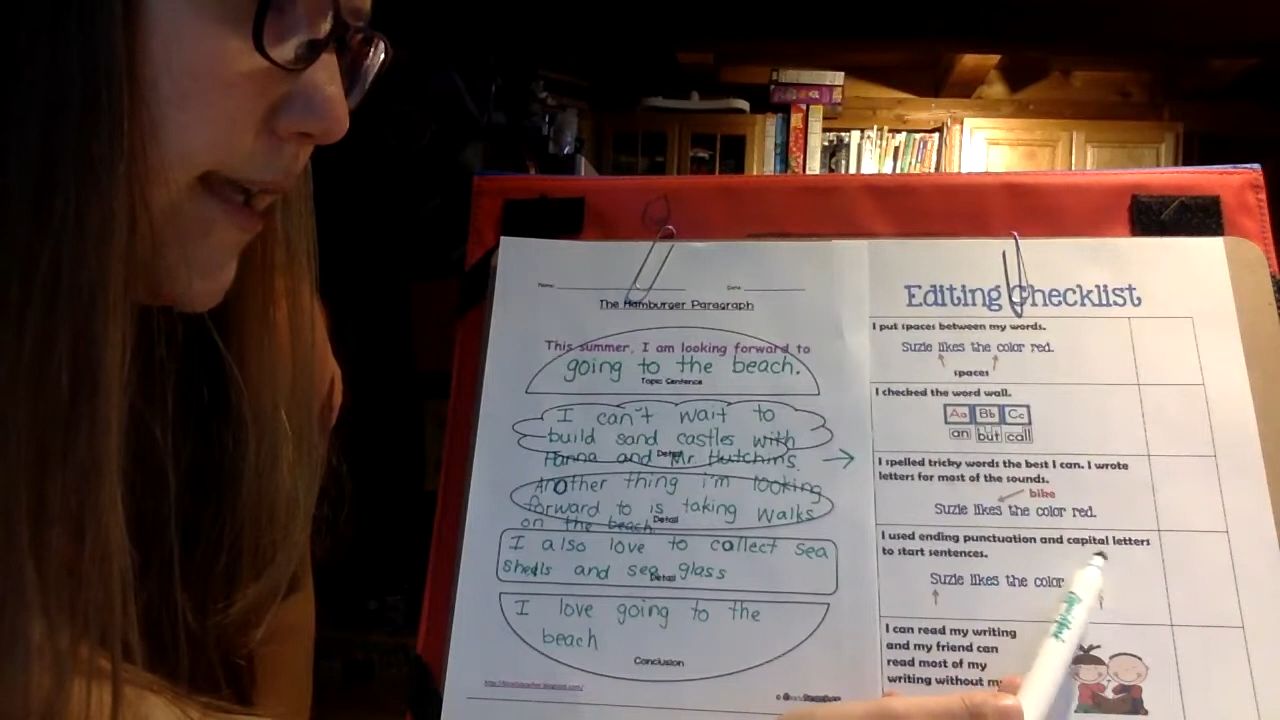 Name: Date:
The Hamburger Paragraph
This summer, I am looking forward to
going to the beach.
Topic Sentence
I can't wait to
build sand castles with
Hanna and Mr. Hutchins.
Detail
Another thing i'm looking
forward to is taking walks
on the beach.
Detail
I also love to collect sea
shells and sea glass
Detail
I love going to the
beach
Conclusion
Editing Checklist
I put spaces between my words.
Suzie likes the color red.
spaces
I checked the word wall.
Aa Bb Cc
an but call
I spelled tricky words the best I can. I wrote
letters for most of the sounds.
bike
Suzie likes the color red.
I used ending punctuation and capital letters
to start sentences.
Suzie likes the color
I can read my writing
and my friend can
read most of my
writing without